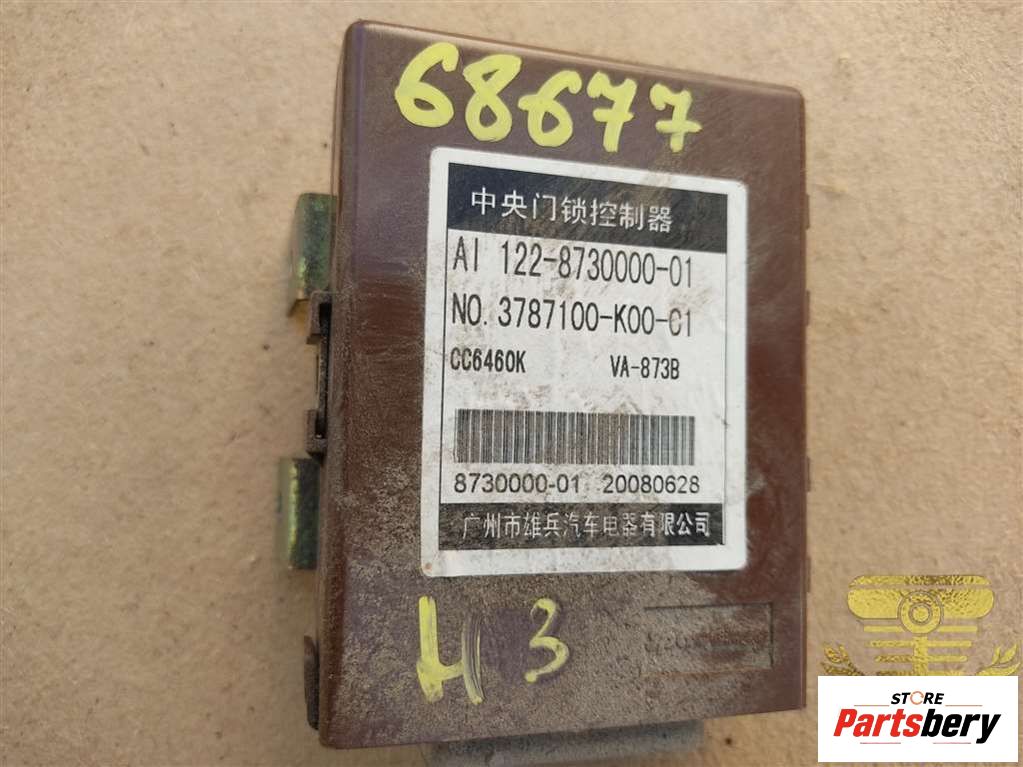 68677
中央门锁控制器
AI 122-8730000-01
NO. 3787100-K00-C1
CC6460K VA-873B
8730000-01 20080628
广州市雄兵汽车电器有限公司
H 3
STORE
Partsbery